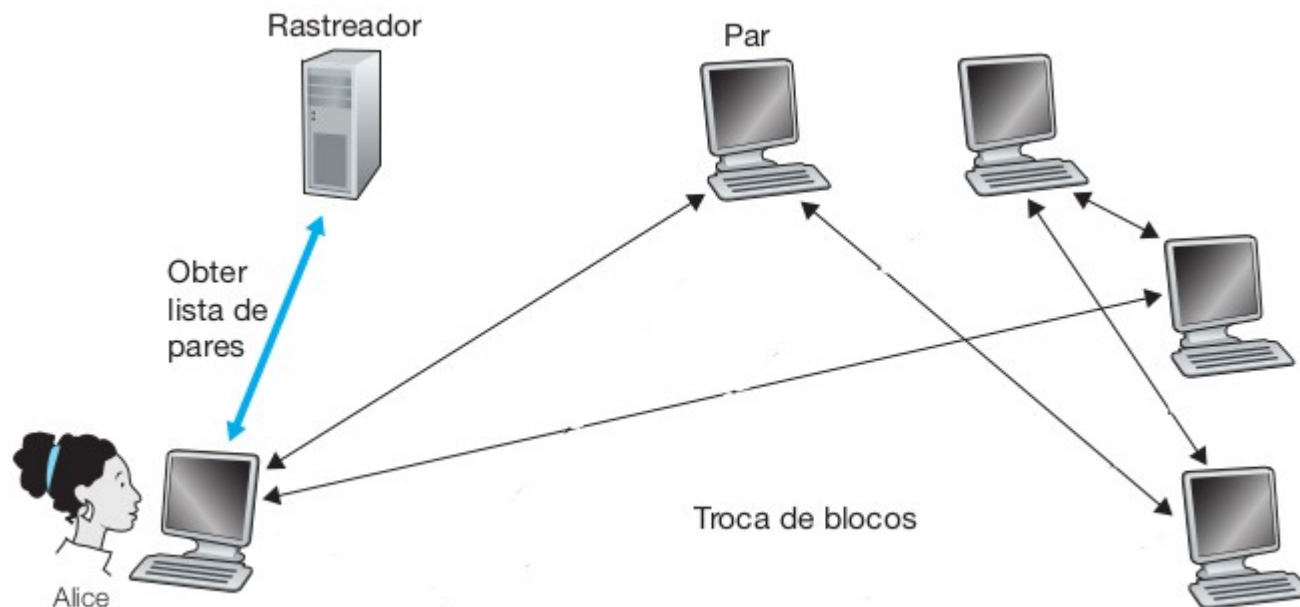 Rastreador
Par
Obter
lista de
pares
Troca de blocos
Alice